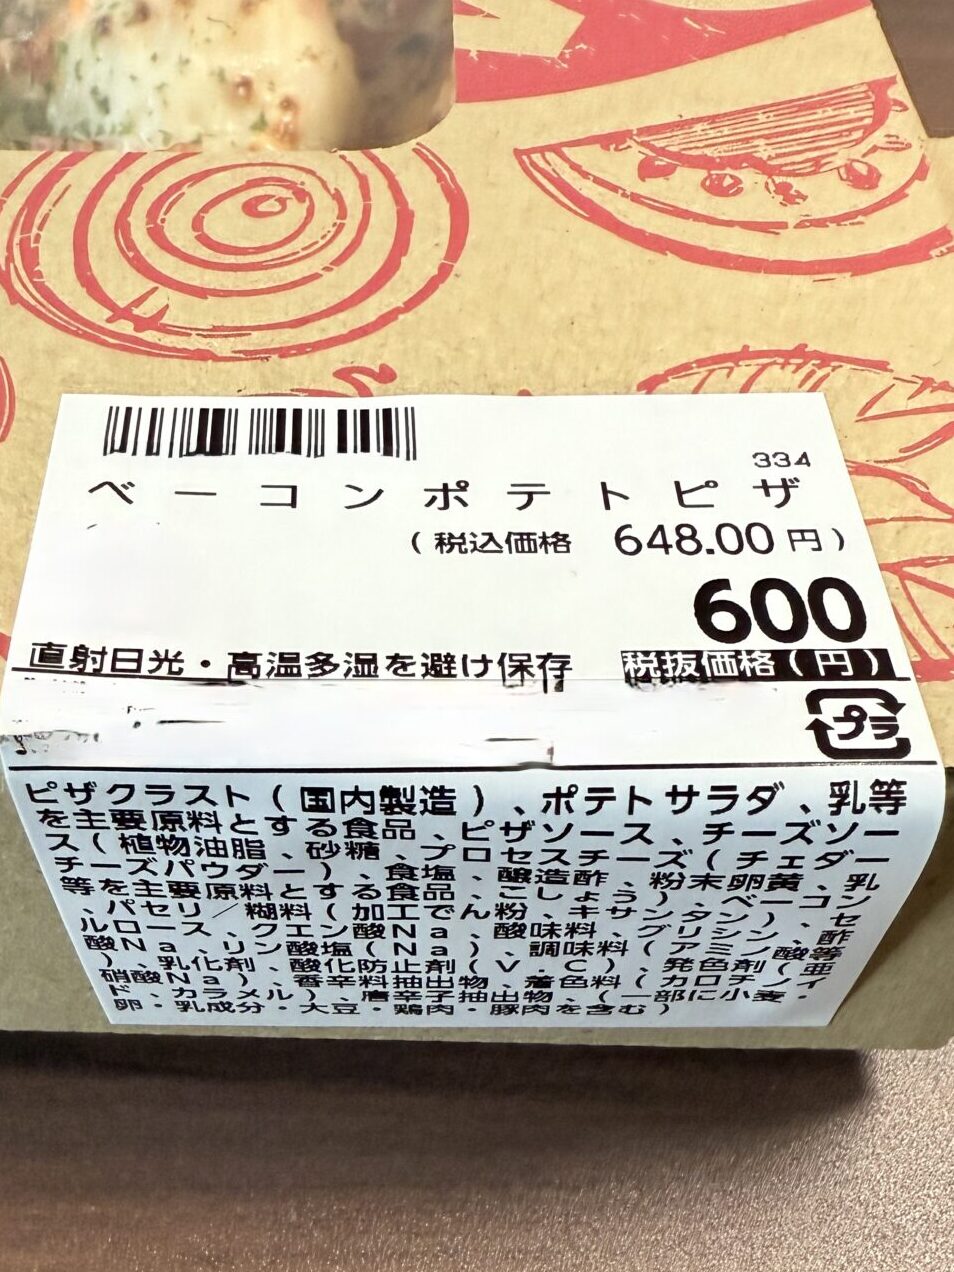 334
ベーコンポテトピザ
(税込価格 648.00円)
600
直射日光・高温多湿を避け保存 税抜価格(円)
プラ
ピザクラスト(国内製造)、ポテトサラダ、乳等
を主要原料とする食品、ピザソース、チーズソー
ス(植物油脂、砂糖、プロセスチーズ(チェダー
チーズパウダー)、食塩、醸造酢、粉末卵黄、乳
等を主要原料とする食品、こしょう)、ベーコン
、パセリ/糊料(加工でん粉、キサンタン)、セ
ルロース、クエン酸Na、酸味料、グリシン、酢
酸Na、リン酸塩(Na)、調味料(アミノ酸等
)、乳化剤、酸化防止剤(V.C)、発色剤(亜
硝酸Na)、香辛料抽出物、着色料(カロチノイ
ド、カラメル)、唐辛子抽出物、(一部に小麦・
卵・乳成分・大豆・鶏肉・豚肉を含む)